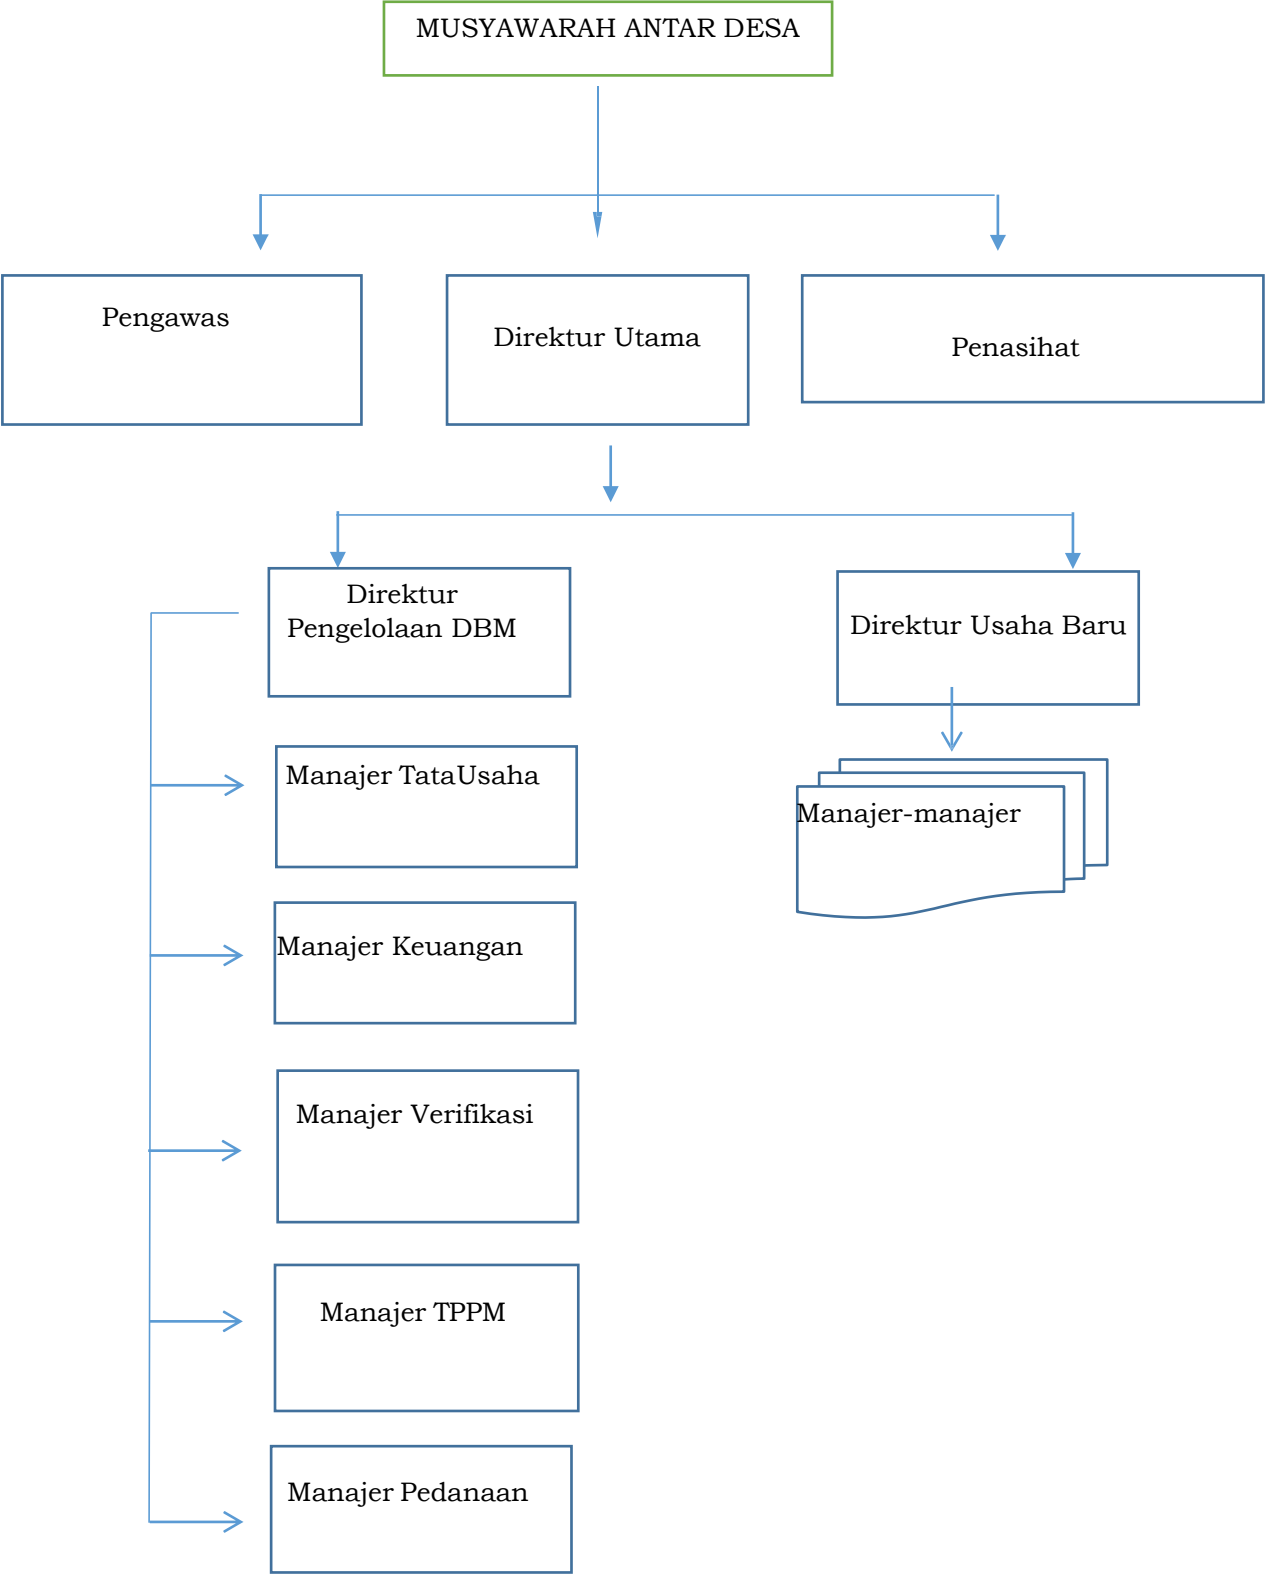 MUSYAWARAH ANTAR DESA
Pengawas
Direktur Utama
Penasihat
Direktur
Pengelolaan DBM
Direktur Usaha Baru
Manajer TataUsaha
Manajer-manajer
Manajer Keuangan
Manajer Verifikasi
Manajer TPPM
Manajer Pedanaan